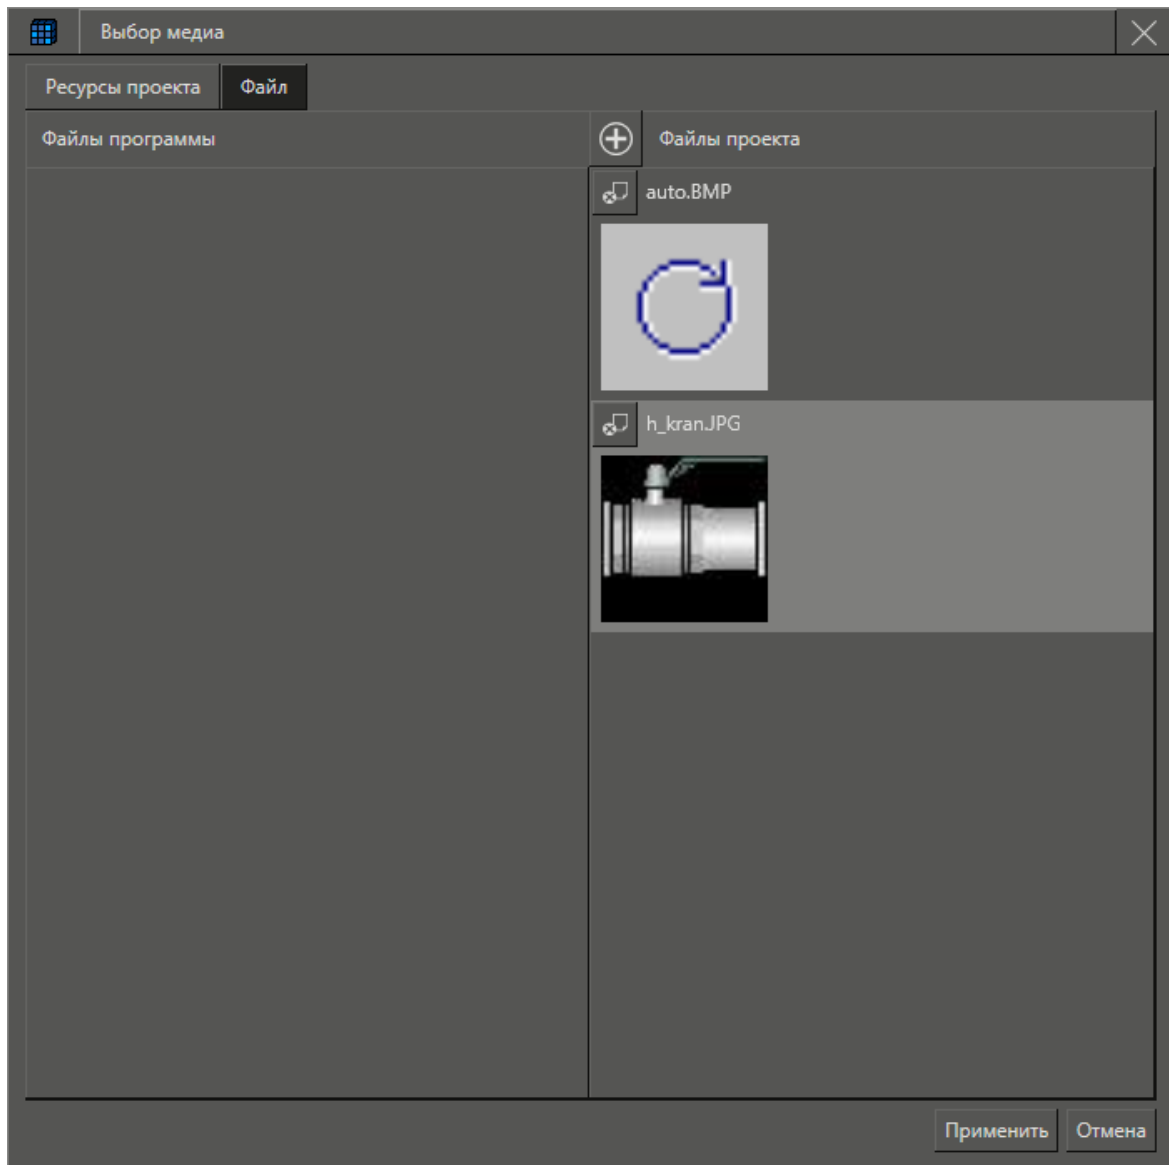 Выбор медиа
Ресурсы проекта Файл
Файлы программы
Файлы проекта
auto.BMP
h_kran.JPG
Применить Отмена